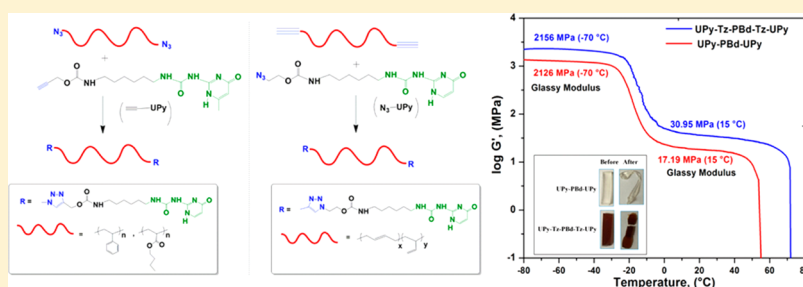 N₃
N₃
+
O
O
NH
NH
NH
O
N
NH
O
N
H
(≡—UPy)
R
R
R =
N=N
N
O
O
NH
NH
NH
O
N
NH
O
N
H
=
n
,
n
O
O
+
N₃
O
O
NH
NH
NH
O
N
NH
O
N
H
(N₃—UPy)
R
R
R =
N=N
N
O
O
NH
NH
NH
O
N
NH
O
N
H
=
x
y
log G', (MPa)
4
3
2
1
0
-1
2156 MPa (-70 °C)
2126 MPa (-70 °C)
Glassy Modulus
UPy-Tz-PBd-Tz-UPy
UPy-PBd-UPy
30.95 MPa (15 °C)
17.19 MPa (15 °C)
Glassy Modulus
Before After
UPy-PBd-UPy
UPy-Tz-PBd-Tz-UPy
-80 -60 -40 -20 0 20 40 60 80
Temperature, (°C)